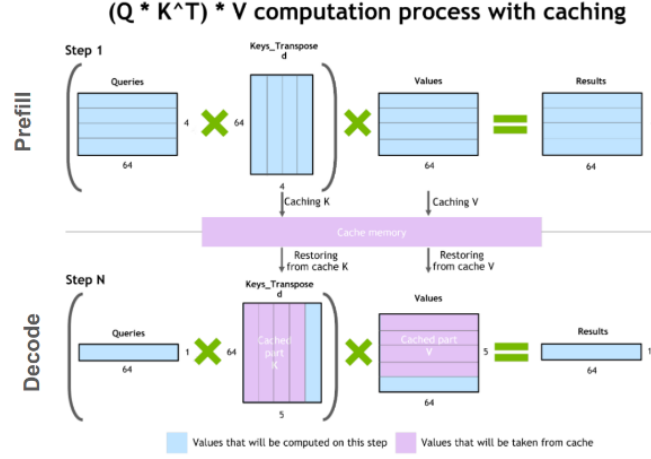 (Q * K^T) * V computation process with caching
Prefill
Step 1
Queries
4
64
Keys_Transpose
d
64
4
Values
64
Results
64
Caching K
Caching V
Cache memory
Restoring
from cache K
Restoring
from cache V
Decode
Step N
Queries
1
64
Keys_Transpose
d
64
Cached
part
K
5
Values
Cached part
V
5
64
Results
1
64
Values that will be computed on this step
Values that will be taken from cache